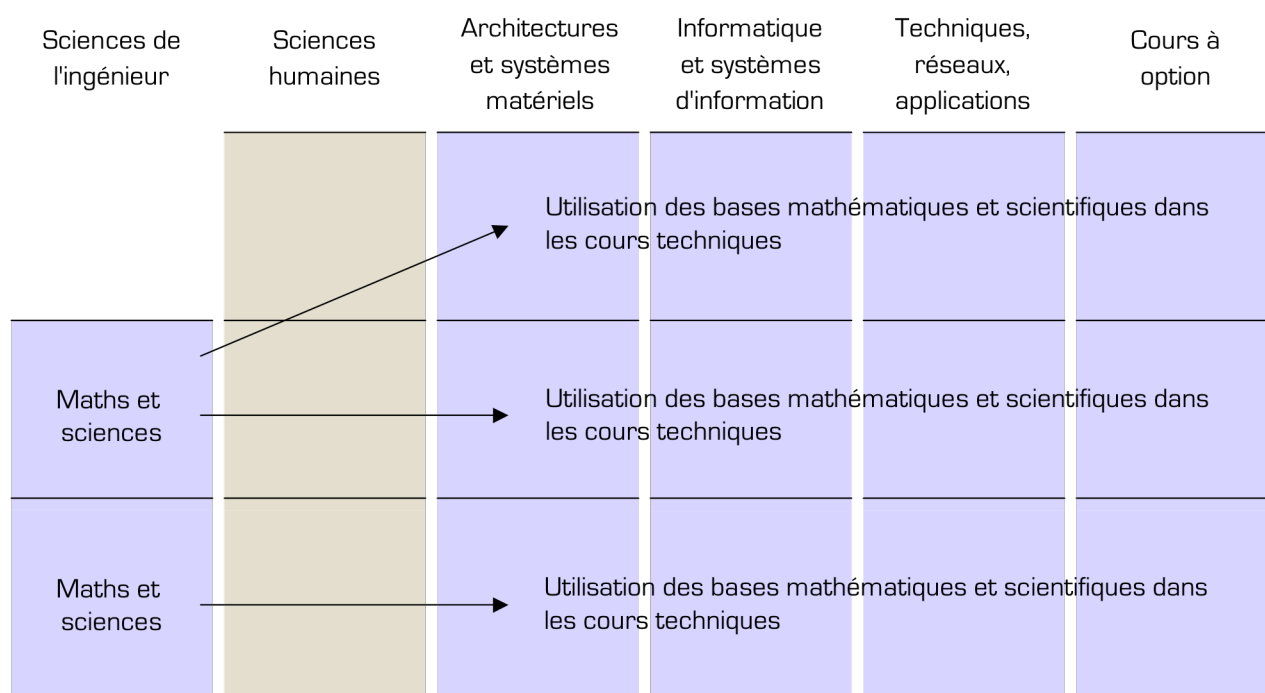 Sciences de
l'ingénieur
Sciences
humaines
Architectures
et systèmes
matériels
Informatique
et systèmes
d'information
Techniques,
réseaux,
applications
Cours à
option
Utilisation des bases mathématiques et scientifiques dans
les cours techniques
Maths et
sciences
Utilisation des bases mathématiques et scientifiques dans
les cours techniques
Maths et
sciences
Utilisation des bases mathématiques et scientifiques dans
les cours techniques